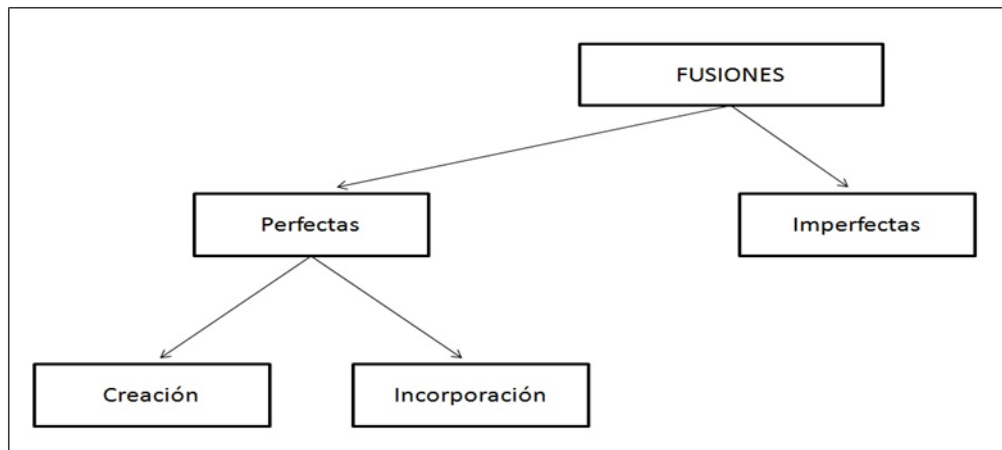 FUSIONES
Perfectas
Imperfectas
Creación
Incorporación